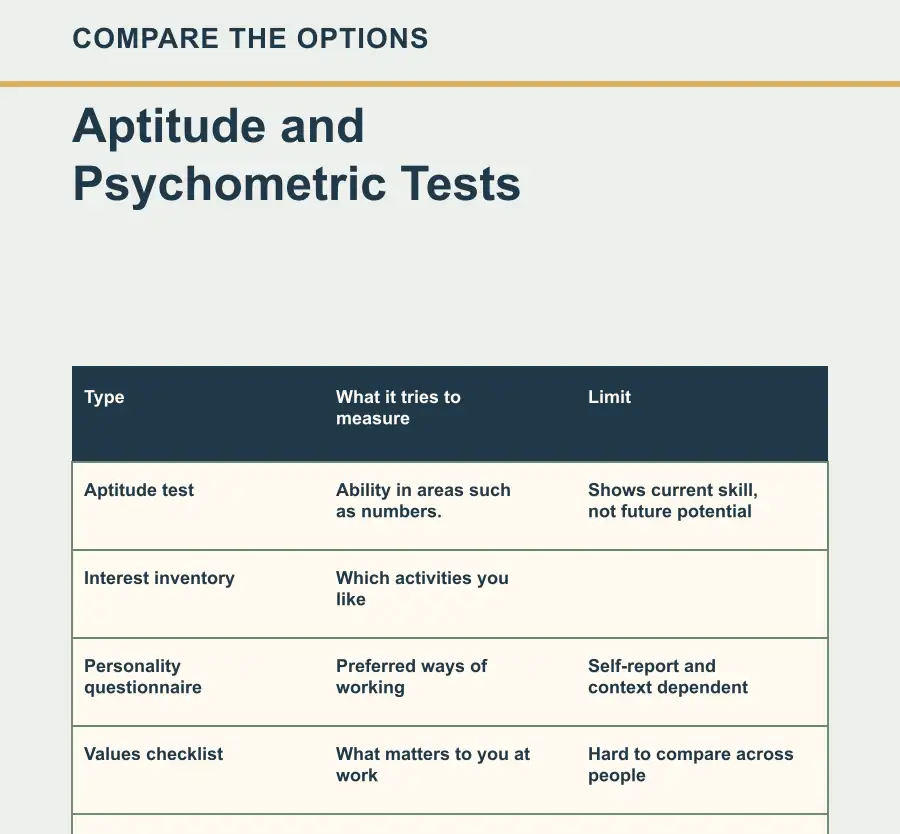 COMPARE THE OPTIONS
Aptitude and
Psychometric Tests
Type
What it tries to
measure
Limit
Aptitude test
Ability in areas such
as numbers.
Shows current skill,
not future potential
Interest inventory
Which activities you
like
Personality
questionnaire
Preferred ways of
working
Self-report and
context dependent
Values checklist
What matters to you at
work
Hard to compare across
people